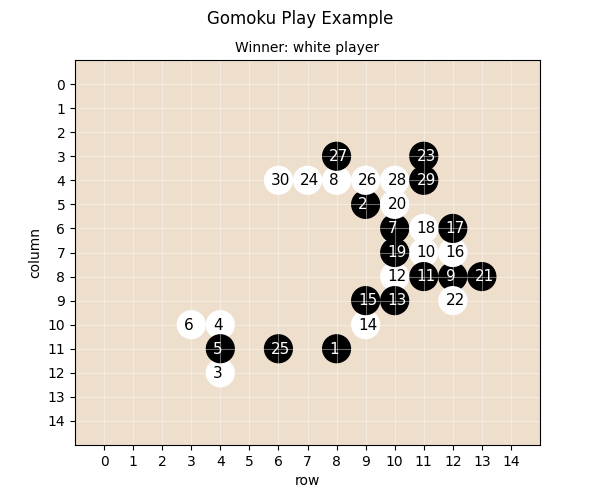 Gomoku Play Example
Winner: white player
0
1
2
3 27 23
4 30 24 8 26 28 29
5 2 20
6 7 18 17
7 19 10 16
8 12 11 9 21
9 15 13 22
10 6 4 14
11 5 25 1
12 3
13
14
column
0 1 2 3 4 5 6 7 8 9 10 11 12 13 14
row